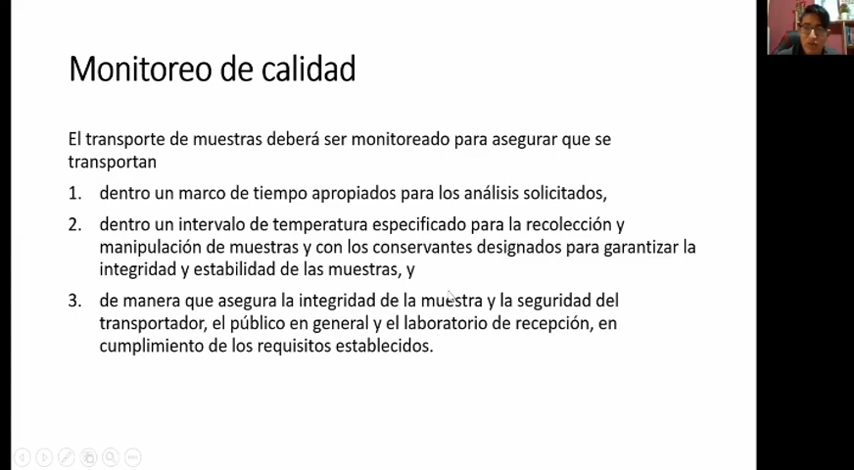 Monitoreo de calidad
El transporte de muestras deberá ser monitoreado para asegurar que se
transportan
1. dentro un marco de tiempo apropiados para los análisis solicitados,
2. dentro un intervalo de temperatura especificado para la recolección y
manipulación de muestras y con los conservantes designados para garantizar la
integridad y estabilidad de las muestras, y
3. de manera que asegura la integridad de la muestra y la seguridad del
transportador, el público en general y el laboratorio de recepción, en
cumplimiento de los requisitos establecidos.